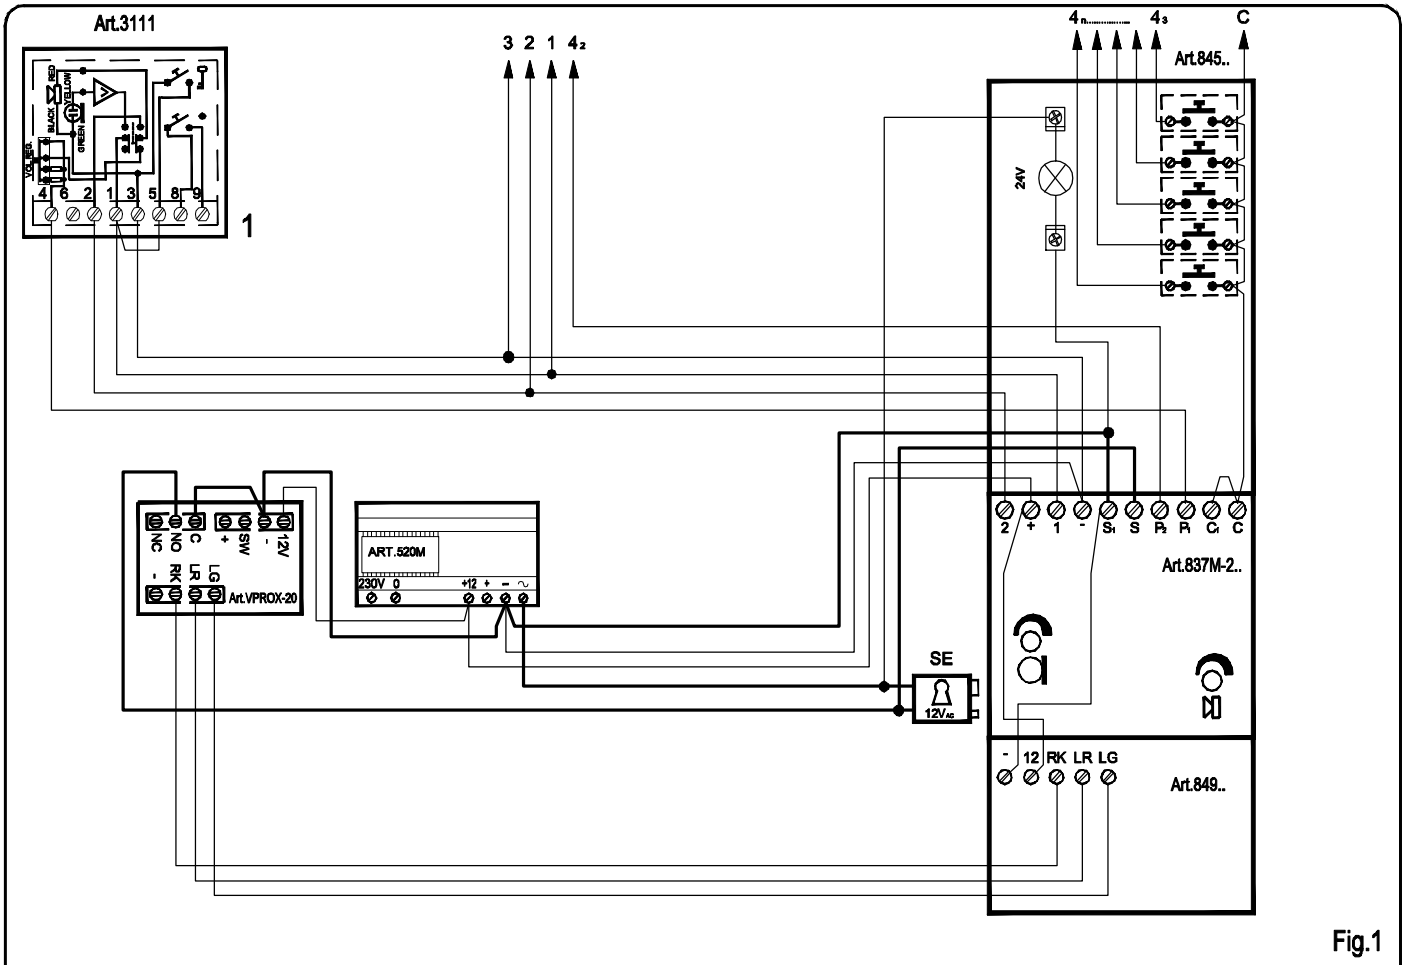 Art.3111
3 2 1 4₂
4n.................... 4₃ C
Art.845..
RED
YELLOW
BLACK
GREEN
VOL.REG.
4 6 2 1 3 5 8 9
1
24V
2 + 1 - S₁ S P₂ P₁ C₁ C
Art.837M-2..
NC NO C + SW - 12V
- RK LR LG
Art.VPROX-20
ART.520M
230V 0 +12 + – ~
SE
12VAC
- 12 RK LR LG
Art.849..
Fig.1